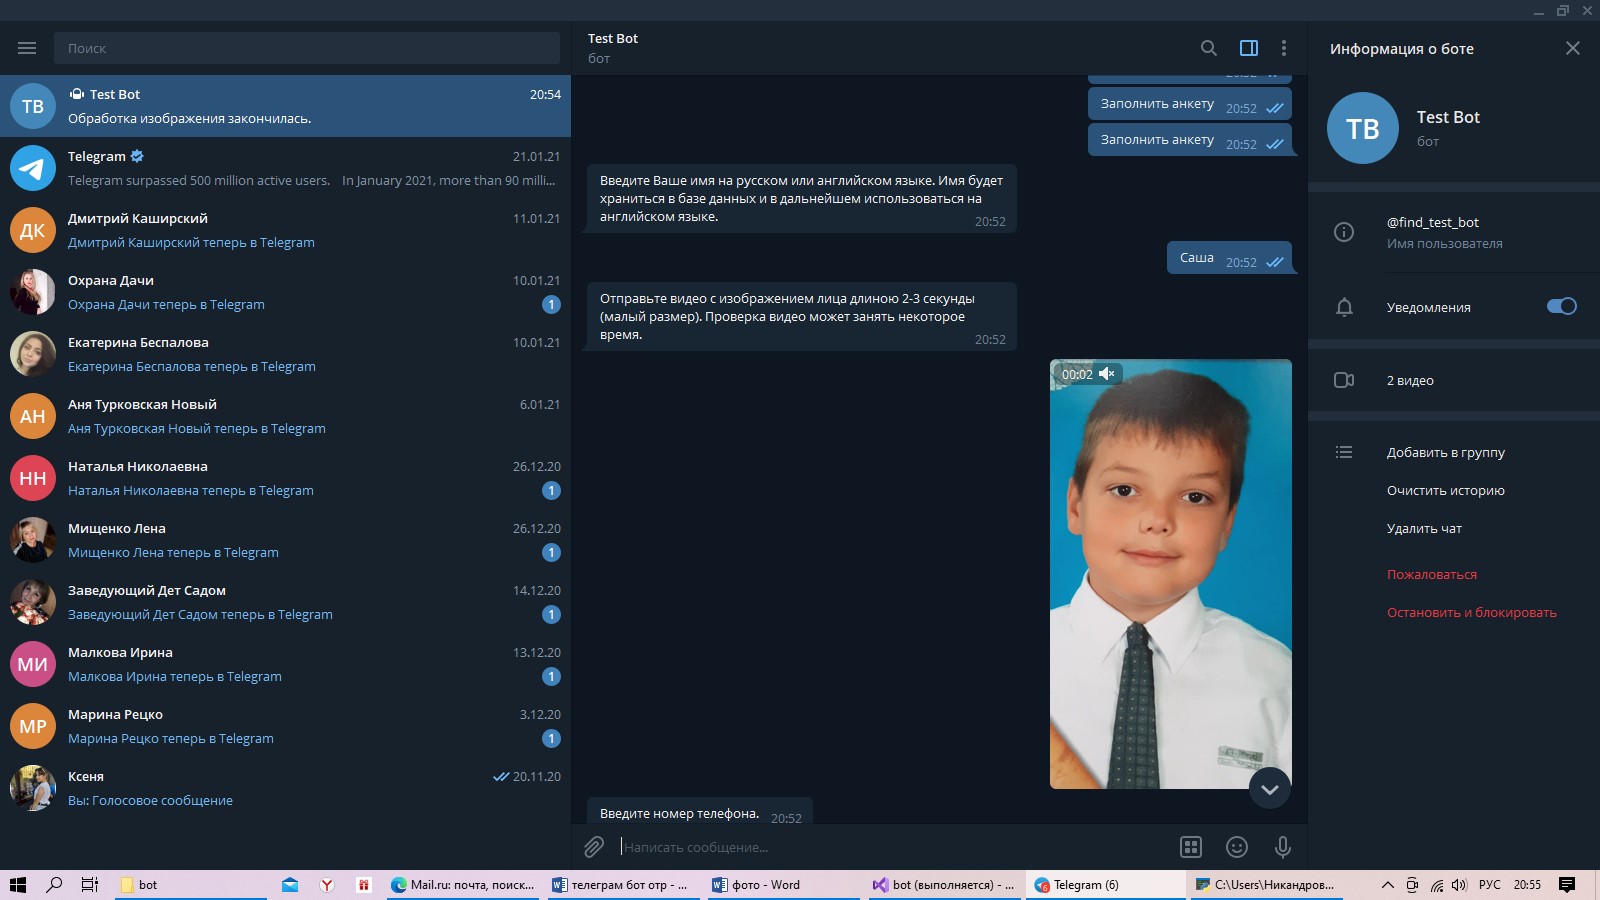 Поиск
TB
Test Bot
20:54
Обработка изображения закончилась.
Telegram
21.01.21
Telegram surpassed 500 million active users. In January 2021, more than 90 milli...
ДК
Дмитрий Каширский
11.01.21
Дмитрий Каширский теперь в Telegram
Охрана Дачи
10.01.21
Охрана Дачи теперь в Telegram
1
Екатерина Беспалова
10.01.21
Екатерина Беспалова теперь в Telegram
АН
Аня Турковская Новый
6.01.21
Аня Турковская Новый теперь в Telegram
НН
Наталья Николаевна
26.12.20
Наталья Николаевна теперь в Telegram
1
Мищенко Лена
26.12.20
Мищенко Лена теперь в Telegram
1
Заведующий Дет Садом
14.12.20
Заведующий Дет Садом теперь в Telegram
1
МИ
Малкова Ирина
13.12.20
Малкова Ирина теперь в Telegram
1
МР
Марина Рецко
3.12.20
Марина Рецко теперь в Telegram
1
Ксеня
20.11.20
Вы: Голосовое сообщение
Test Bot
бот
Заполнить анкету 20:52
Заполнить анкету 20:52
Введите Ваше имя на русском или английском языке. Имя будет
храниться в базе данных и в дальнейшем использоваться на
английском языке.
20:52
Саша 20:52
Отправьте видео с изображением лица длиною 2-3 секунды
(малый размер). Проверка видео может занять некоторое
время.
20:52
00:02
Введите номер телефона. 20:52
Написать сообщение...
Информация о боте
TB
Test Bot
бот
@find_test_bot
Имя пользователя
Уведомления
2 видео
Добавить в группу
Очистить историю
Удалить чат
Пожаловаться
Остановить и блокировать
bot
Mail.ru: почта, поиск...
телеграм бот отр - ...
фото - Word
bot (выполняется) - ...
6
Telegram (6)
C:\Users\Никандров...
РУС
20:55